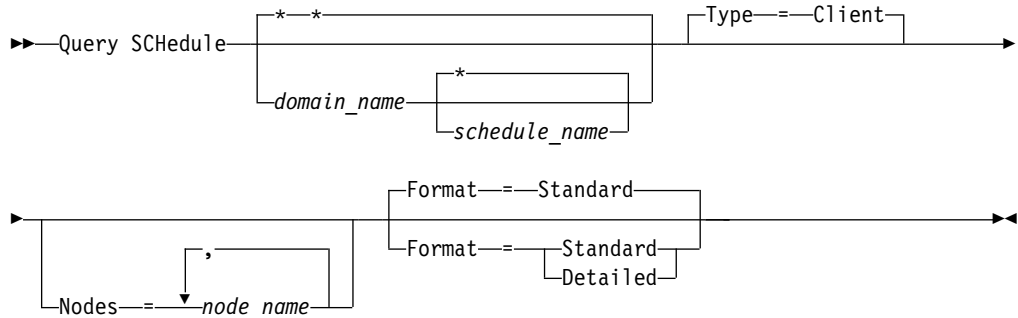 * *
Type = Client
Query SCHedule
*
domain_name
schedule_name
Format = Standard
,
Format = Standard
Detailed
Nodes = node name